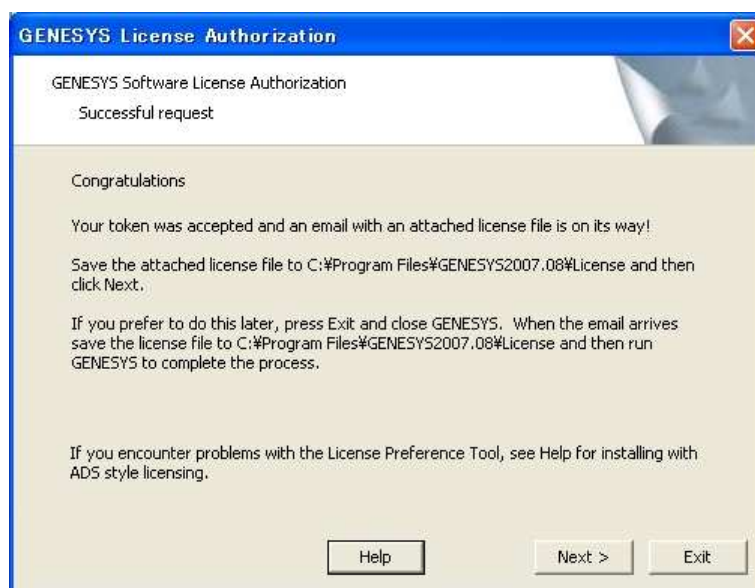 GENESYS License Authorization
GENESYS Software License Authorization
Successful request
Congratulations
Your token was accepted and an email with an attached license file is on its way!
Save the attached license file to C:¥Program Files¥GENESYS2007.08¥License and then
click Next.
If you prefer to do this later, press Exit and close GENESYS. When the email arrives
save the license file to C:¥Program Files¥GENESYS2007.08¥License and then run
GENESYS to complete the process.
If you encounter problems with the License Preference Tool, see Help for installing with
ADS style licensing.
Help
Next >
Exit